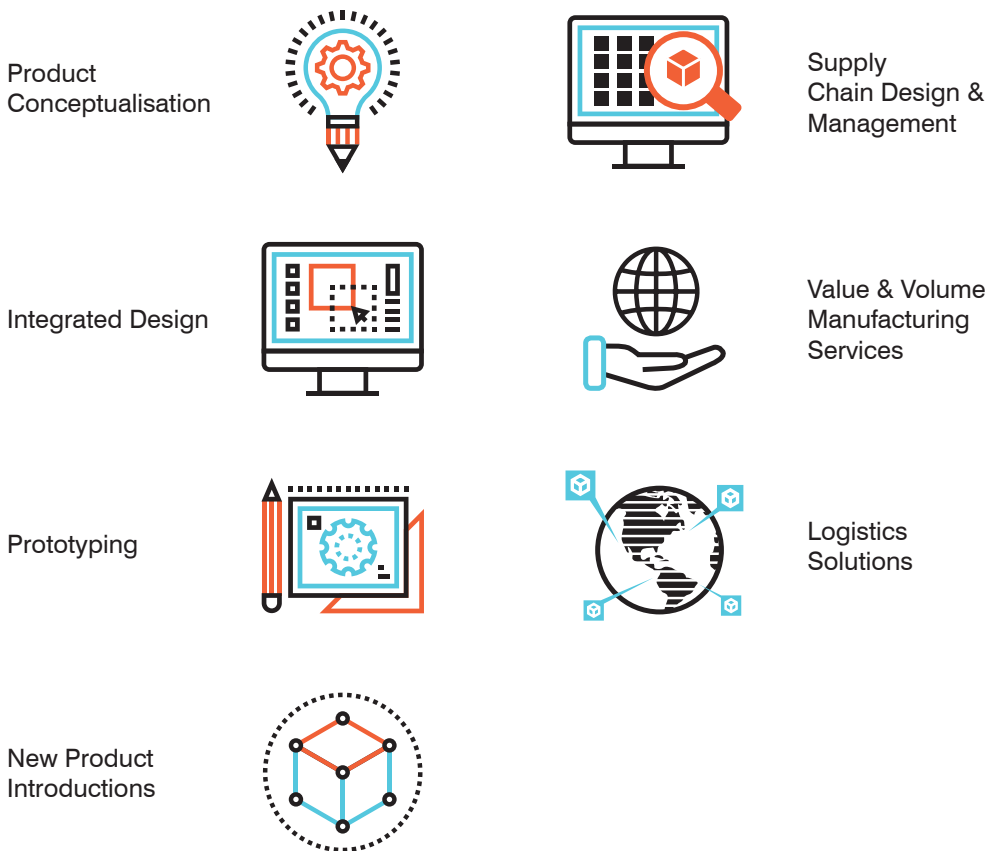 Product
Conceptualisation
Integrated Design
Prototyping
New Product
Introductions
Supply
Chain Design &
Management
Value & Volume
Manufacturing
Services
Logistics
Solutions